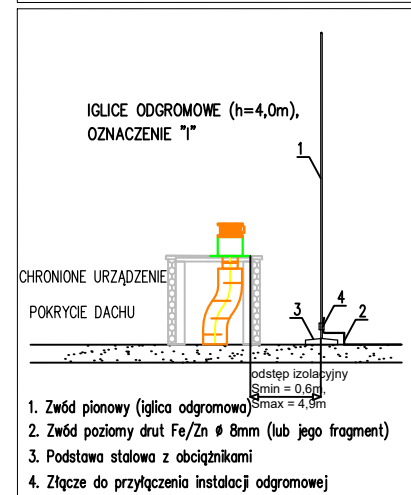 IGLICE ODGROMOWE (h=4,0m),
OZNACZENIE "I"
1
CHRONIONE URZĄDZENIE
POKRYCIE DACHU
3
4
2
odstęp izolacyjny
Smin = 0,6m,
Smax = 4,9m
1. Zwód pionowy (iglica odgromowa)
2. Zwód poziomy drut Fe/Zn ø 8mm (lub jego fragment)
3. Podstawa stalowa z obciążnikami
4. Złącze do przyłączenia instalacji odgromowej